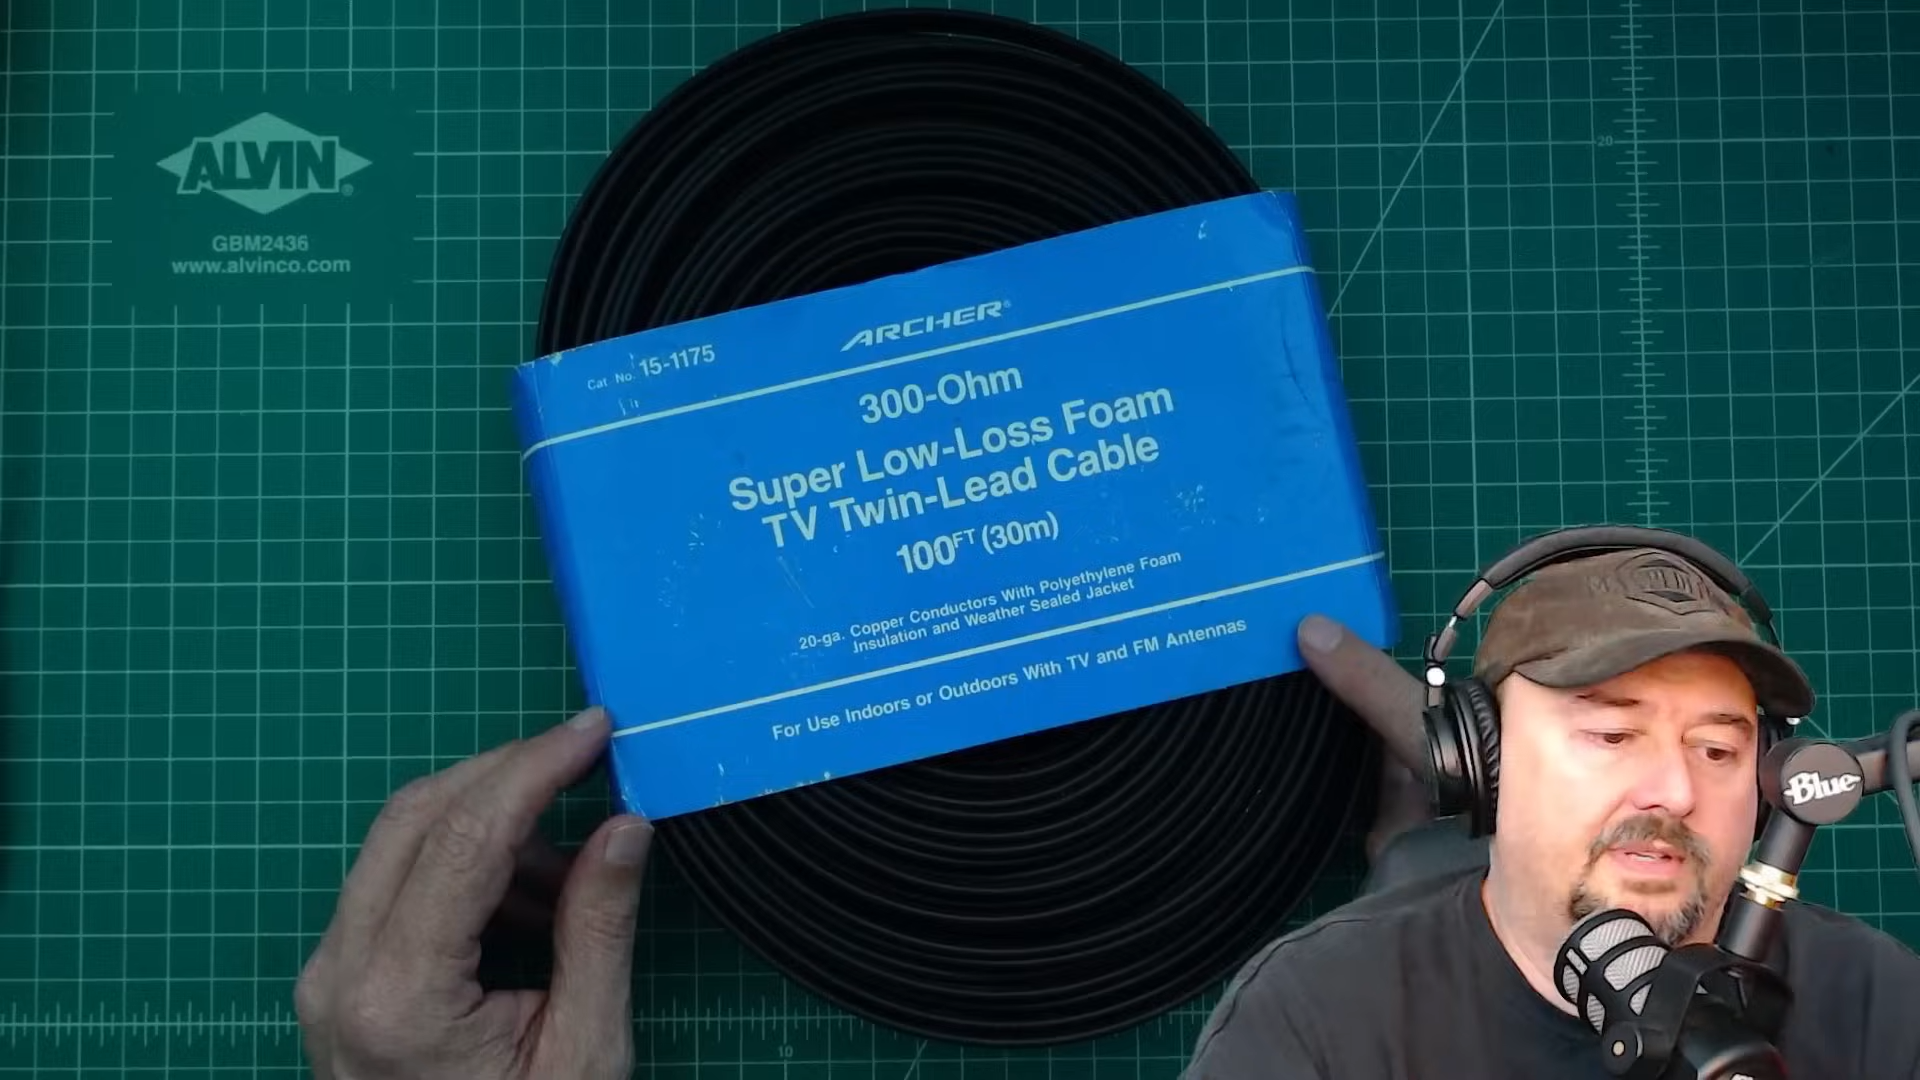 ALVIN®
GBM2436
www.alvinco.com
20
ARCHER®
Cat. No. 15-1175
300-Ohm
Super Low-Loss Foam
TV Twin-Lead Cable
100FT (30m)
20-ga. Copper Conductors With Polyethylene Foam
Insulation and Weather Sealed Jacket
For Use Indoors or Outdoors With TV and FM Antennas
Blue
10